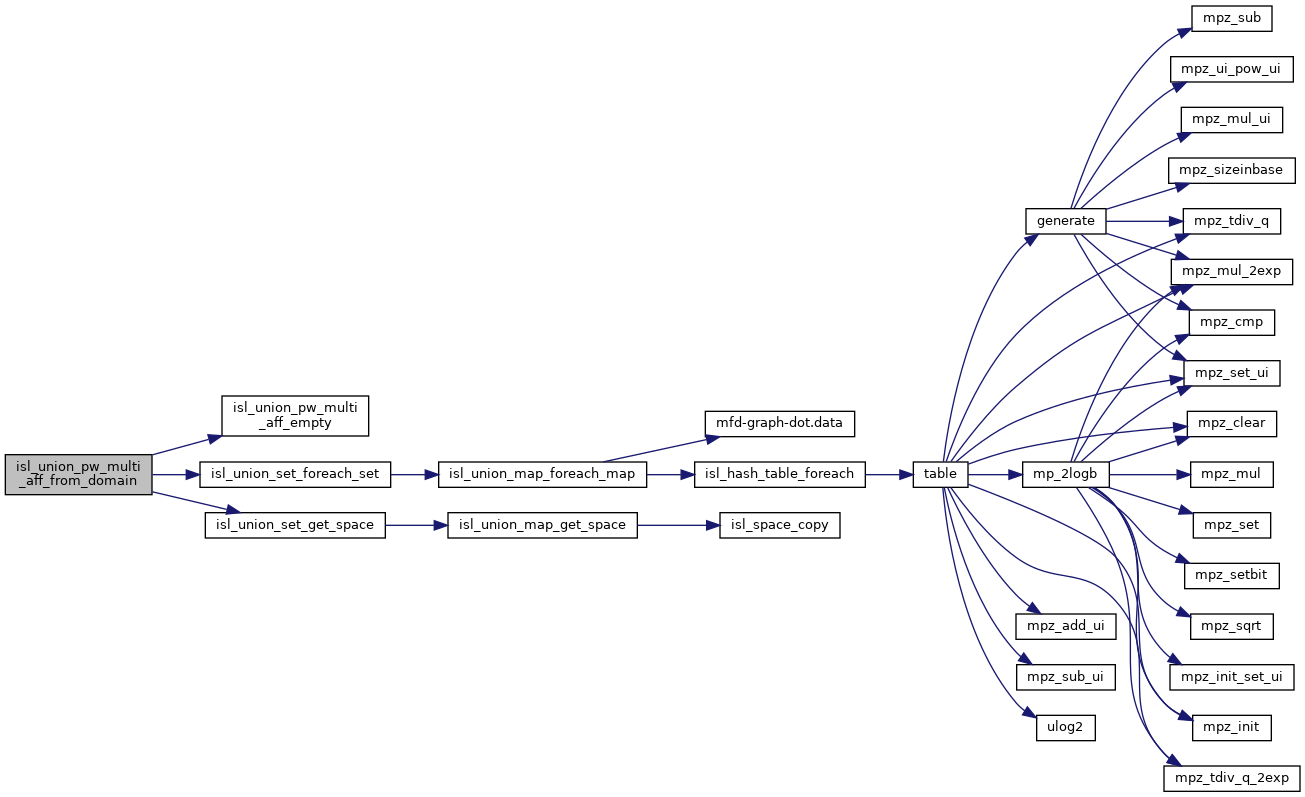 isl_union_pw_multi
_aff_from_domain
isl_union_pw_multi
_aff_empty
isl_union_set_foreach_set
isl_union_set_get_space
isl_union_map_foreach_map
isl_union_map_get_space
mfd-graph-dot.data
isl_hash_table_foreach
isl_space_copy
table
generate
mp_2logb
mpz_add_ui
mpz_sub_ui
ulog2
mpz_sub
mpz_ui_pow_ui
mpz_mul_ui
mpz_sizeinbase
mpz_tdiv_q
mpz_mul_2exp
mpz_cmp
mpz_set_ui
mpz_clear
mpz_mul
mpz_set
mpz_setbit
mpz_sqrt
mpz_init_set_ui
mpz_init
mpz_tdiv_q_2exp